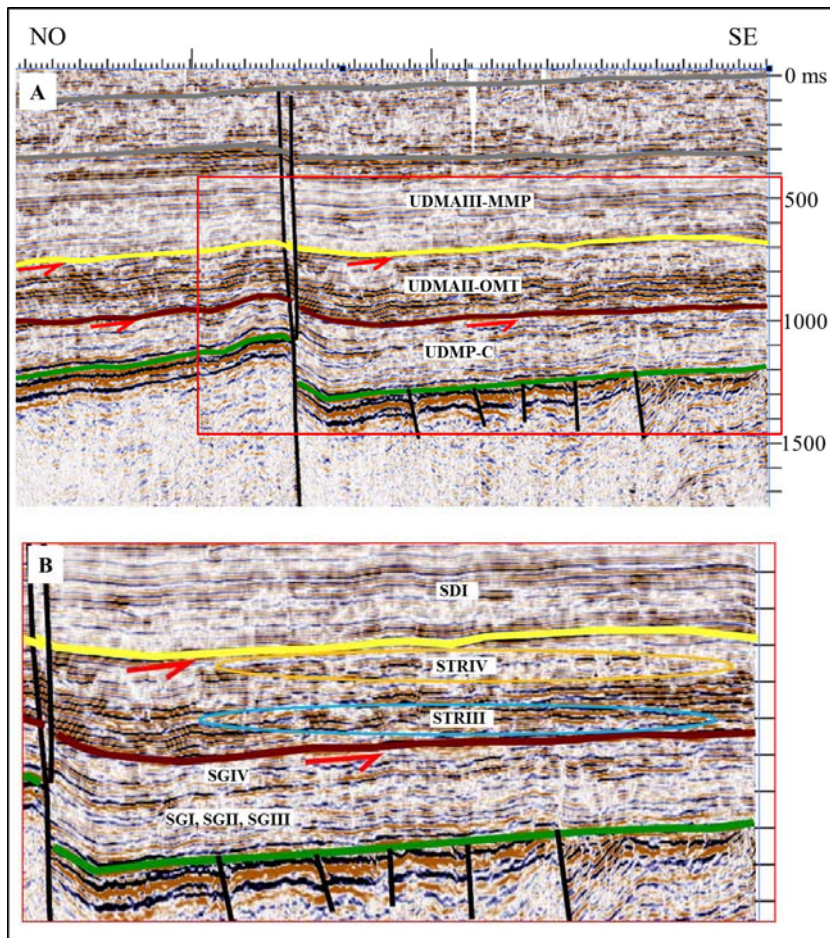 NO SE
A
0 ms
UDMAIII-MMP
500
UDMAII-OMT
1000
UDMP-C
1500
B
SDI
STRIV
STRIII
SGIV
SGI, SGII, SGIII